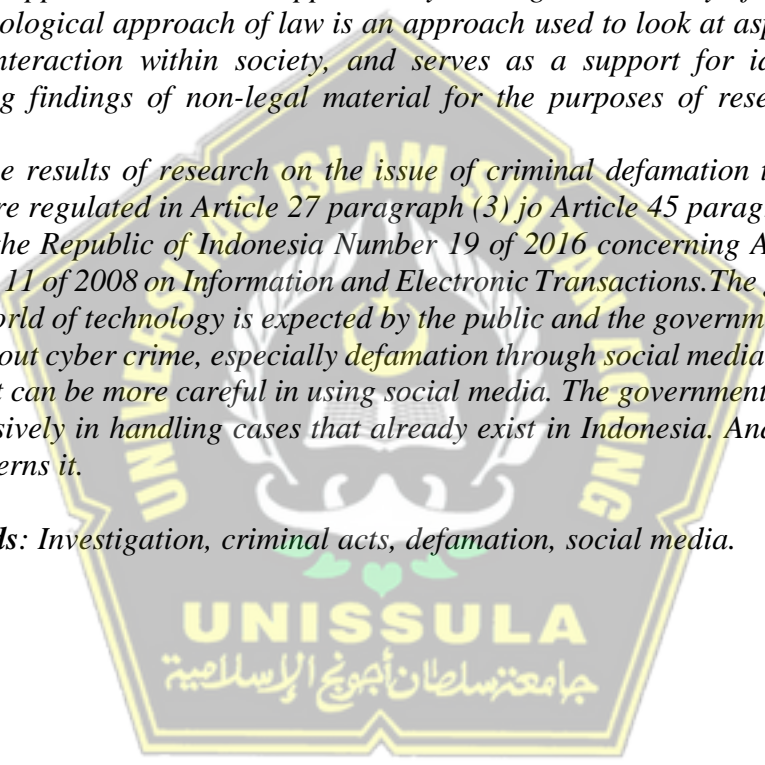 ological approach of law is an approach used to look at asp
nteraction within society, and serves as a support for
g findings of non-legal material for the purposes of rese
e results of research on the issue of criminal defamation
re regulated in Article 27 paragraph (3) jo Article 45 parag
the Republic of Indonesia Number 19 of 2016 concerning A
11 of 2008 on Information and Electronic Transactions.The
orld of technology is expected by the public and the governm
out cyber crime, especially defamation through social media
t can be more careful in using social media. The government
sively in handling cases that already exist in Indonesia. And
erns it.
ds: Investigation, criminal acts, defamation, social media.
UNIVERSITAS ISLAM SULTAN AGUNG
UNISSULA
جامعة سلطان أجونج الإسلامية